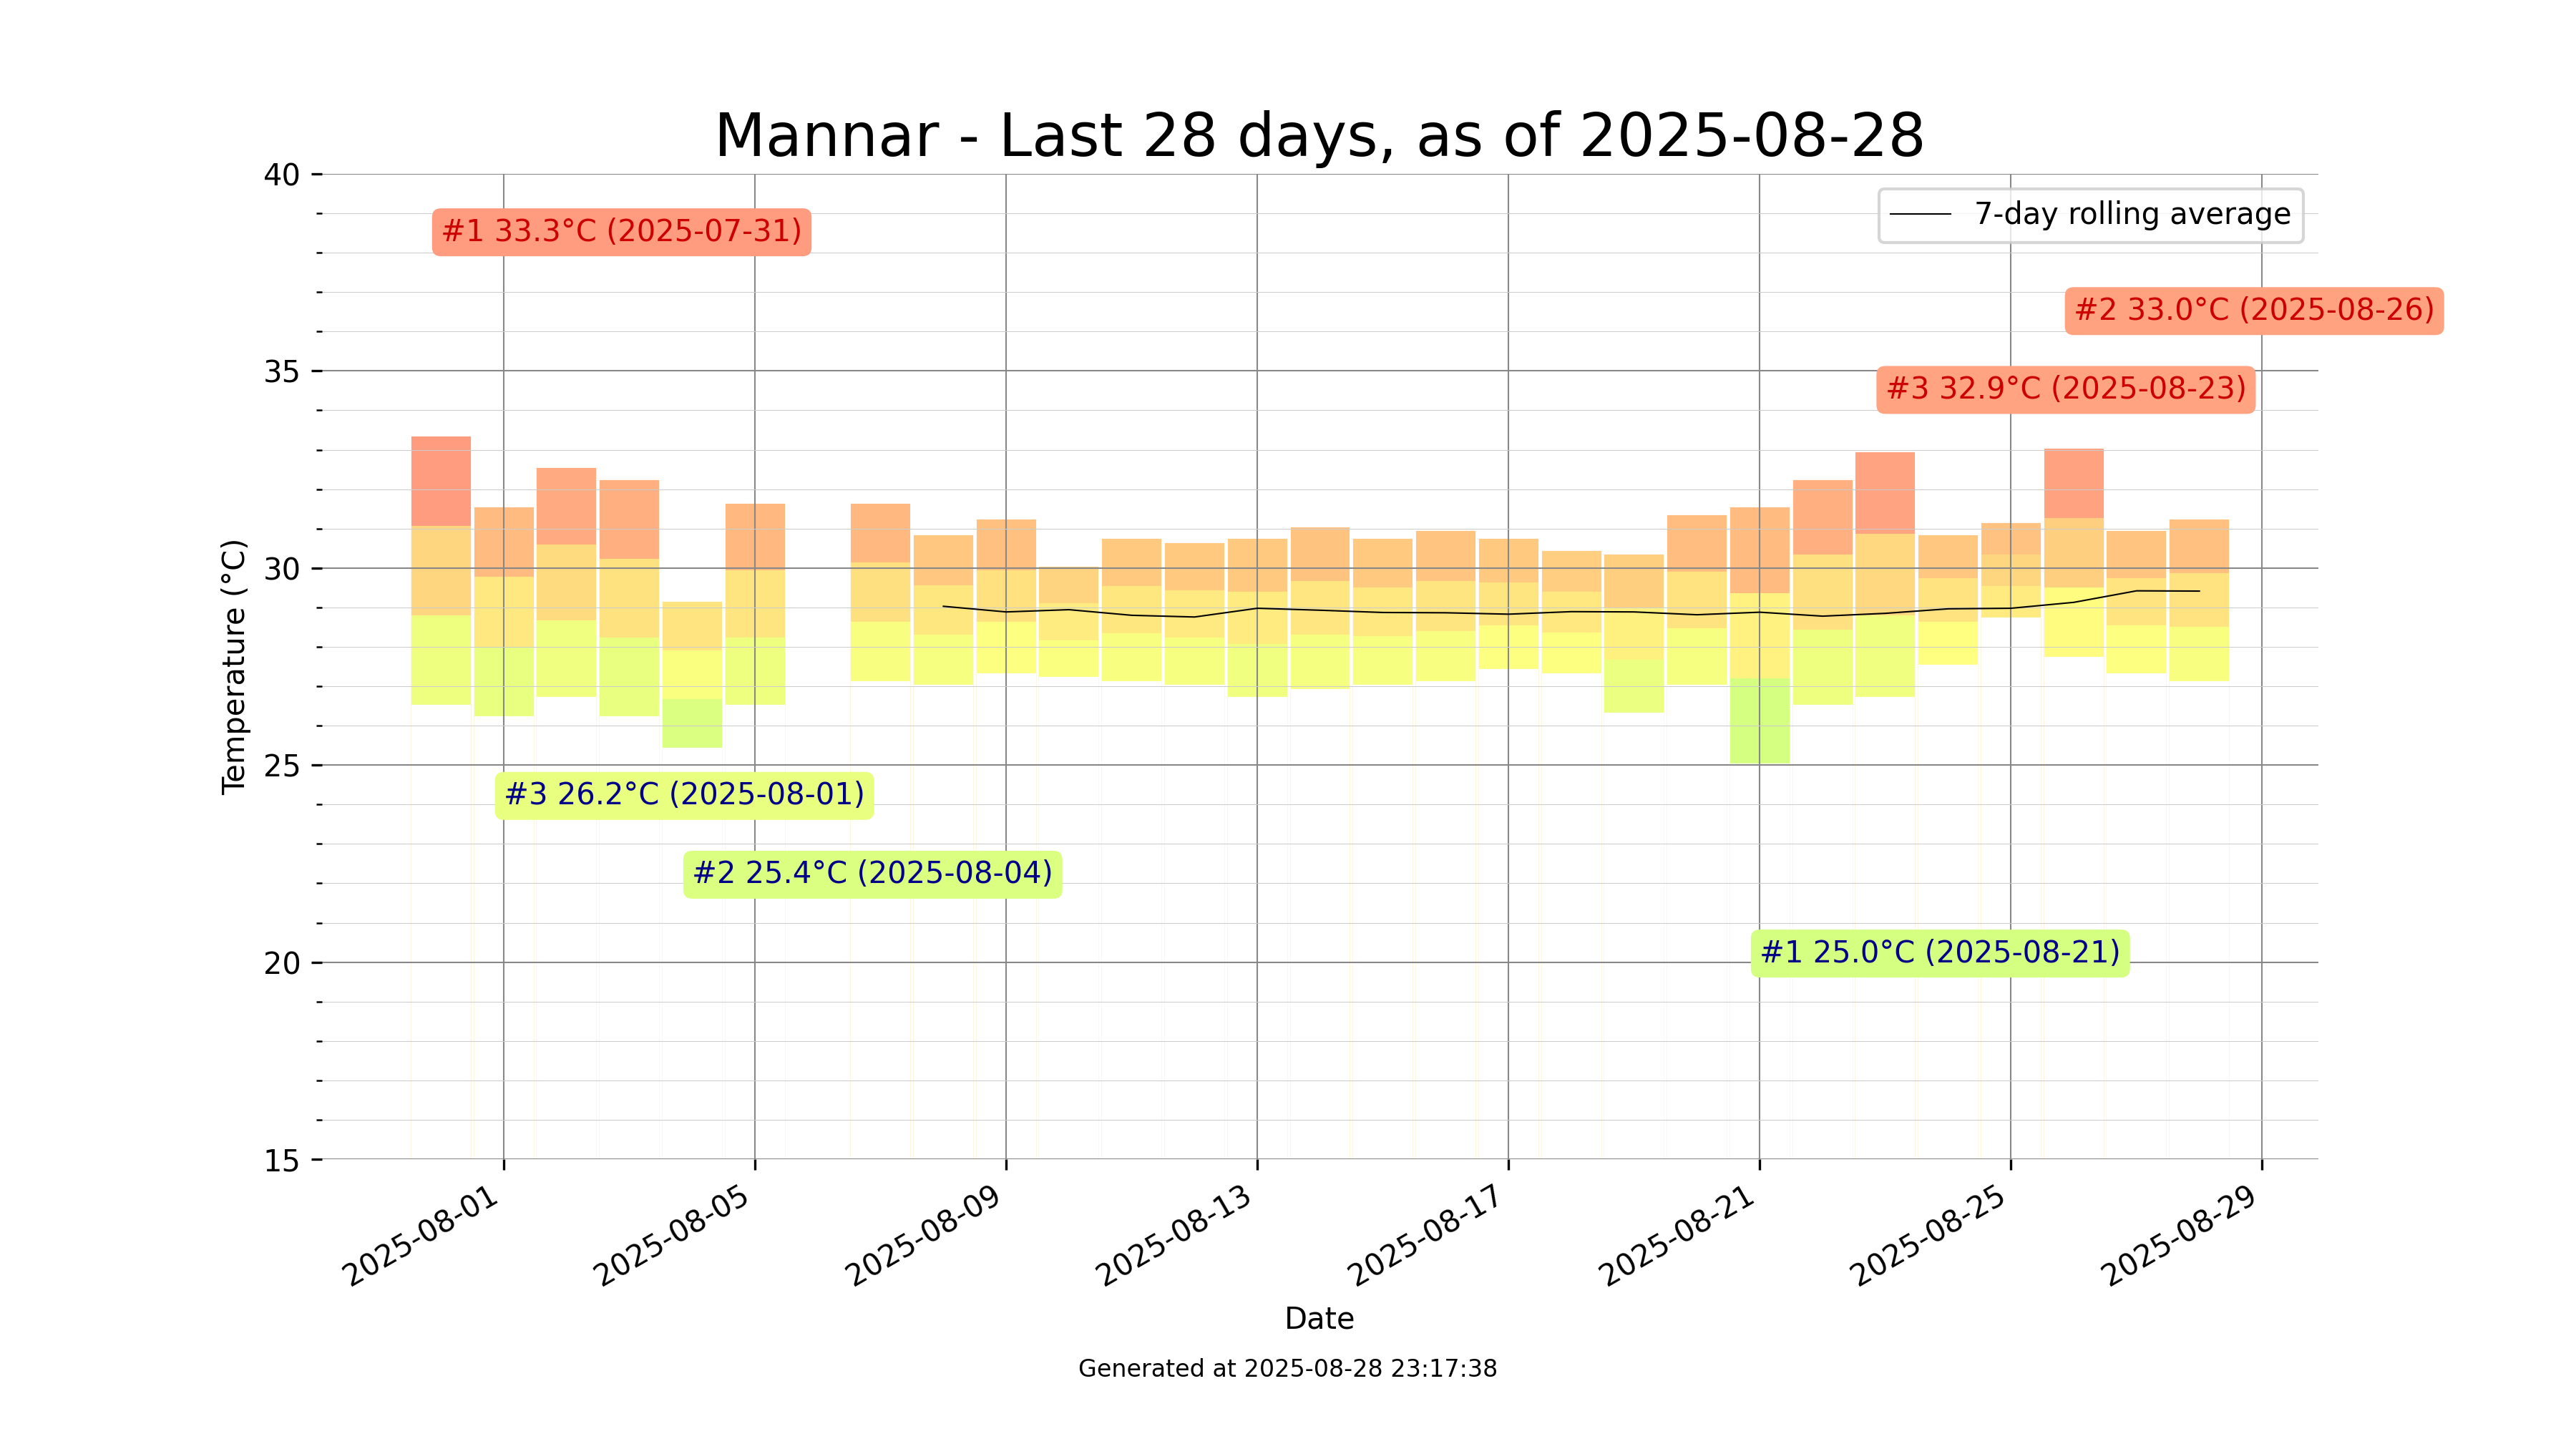 Mannar - Last 28 days, as of 2025-08-28
40
#1 33.3°C (2025-07-31)
7-day rolling average
#2 33.0°C (2025-08-26)
35
#3 32.9°C (2025-08-23)
30
Temperature (°C)
25
#3 26.2°C (2025-08-01)
#2 25.4°C (2025-08-04)
20
#1 25.0°C (2025-08-21)
15
2025-08-01
2025-08-05
2025-08-09
2025-08-13
2025-08-17
2025-08-21
2025-08-25
2025-08-29
Date
Generated at 2025-08-28 23:17:38